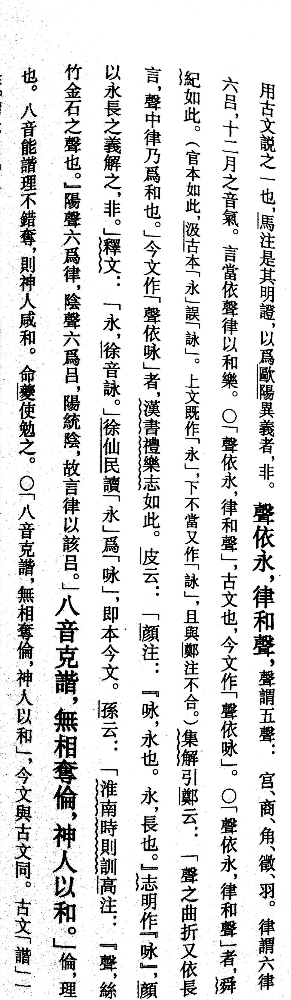 用古文説之一也，馬注是其明證，以爲歐陽異義者，非。聲依永，律和聲，聲謂五聲：宫、商、角、徵、羽。律謂六律
六吕，十二月之音氣。言當依聲律以和樂。○「聲依永，律和聲」，古文也，今文作「聲依咏」。○「聲依永，律和聲」者，舜
紀如此。（官本如此，汲古本「永」誤「詠」。上文既作「永」，下不當又作「詠」，且與鄭注不合。）集解引鄭云：「聲之曲折又依長
言，聲中律乃爲和也。」今文作「聲依咏」者，漢書禮樂志如此。皮云：「顔注：『咏，永也。永，長也。』志明作『咏』，顔
以永長之義解之，非。」釋文：「永，徐音詠。」徐仙民讀「永」爲「咏」，即本今文。孫云：「淮南時則訓高注：『聲，絲
竹金石之聲也。』陽聲六爲律，陰聲六爲吕，陽統陰，故言律以該吕。」八音克諧，無相奪倫，神人以和。」倫，理
也。八音能諧理不錯奪，則神人咸和。命夔使勉之。○「八音克諧，無相奪倫，神人以和」，今文與古文同。古文「諧」一